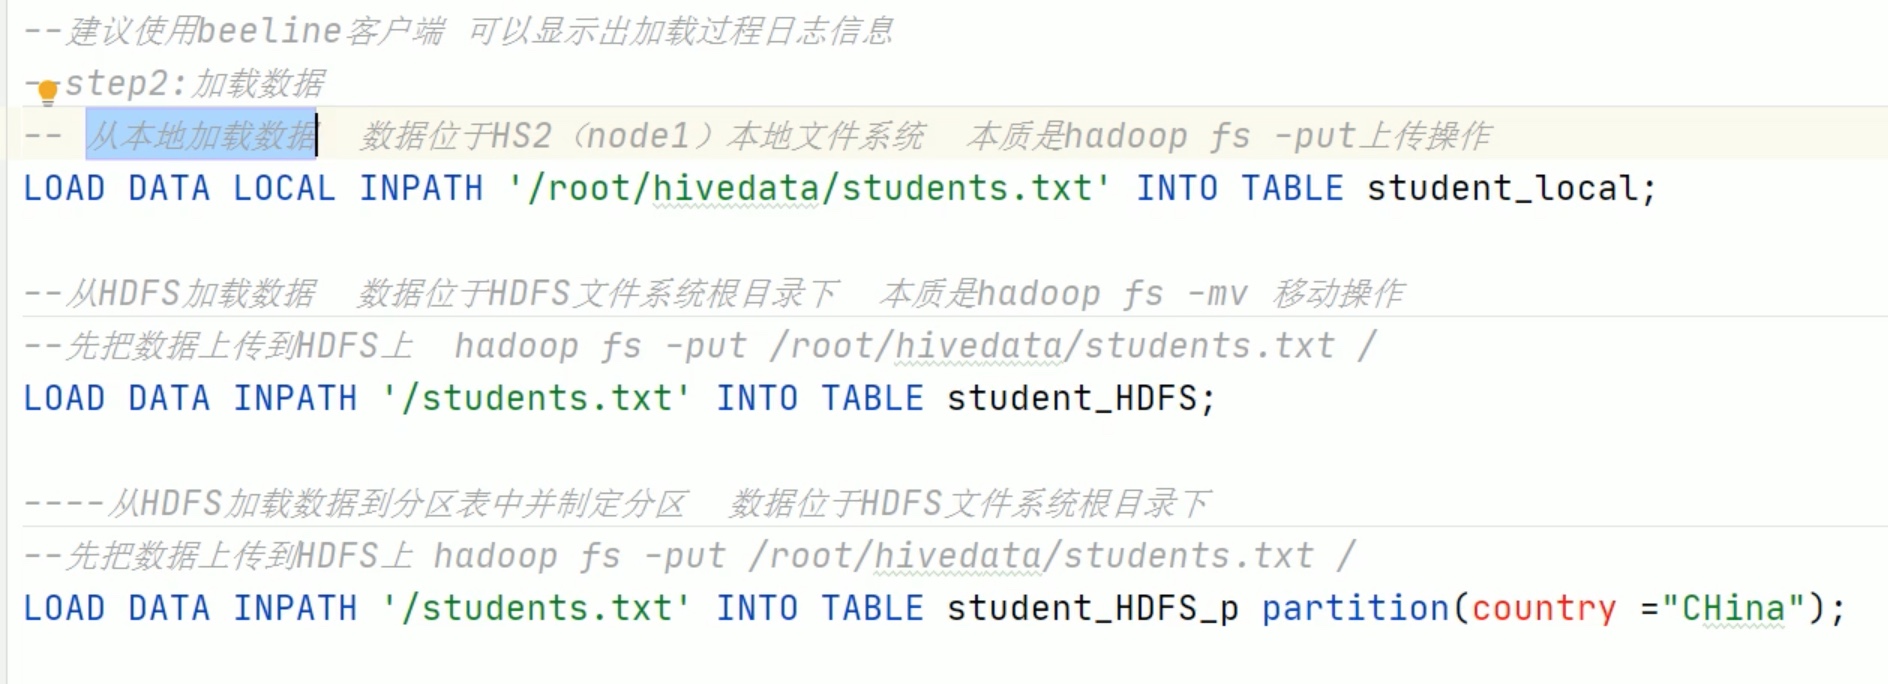 --建议使用beeline客户端 可以显示出加载过程日志信息
--step2:加载数据
-- 从本地加载数据  数据位于HS2（node1）本地文件系统  本质是hadoop fs -put上传操作
LOAD DATA LOCAL INPATH '/root/hivedata/students.txt' INTO TABLE student_local;
--从HDFS加载数据  数据位于HDFS文件系统根目录下  本质是hadoop fs -mv 移动操作
--先把数据上传到HDFS上  hadoop fs -put /root/hivedata/students.txt /
LOAD DATA INPATH '/students.txt' INTO TABLE student_HDFS;
----从HDFS加载数据到分区表中并制定分区  数据位于HDFS文件系统根目录下
--先把数据上传到HDFS上 hadoop fs -put /root/hivedata/students.txt /
LOAD DATA INPATH '/students.txt' INTO TABLE student_HDFS_p partition(country ="CHina");